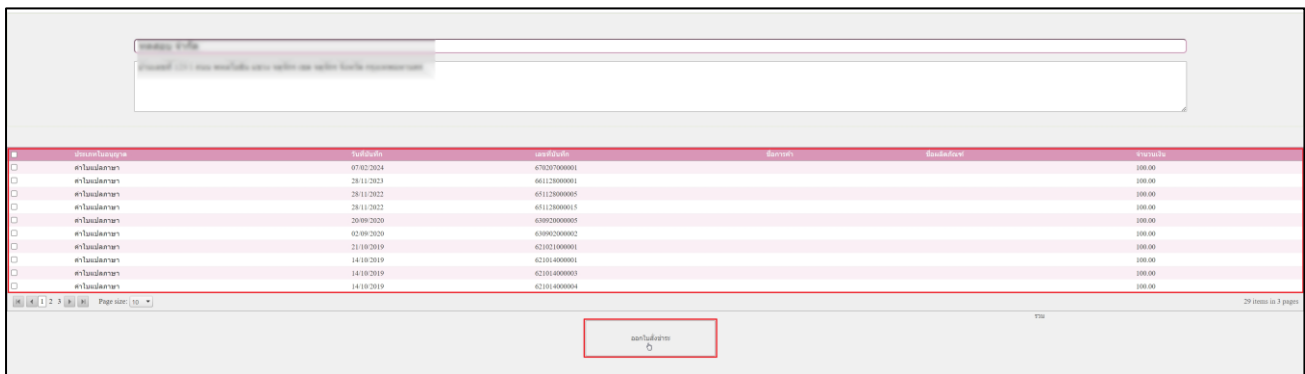 ประเภทใบอนุญาต วันที่บันทึก เลขที่บันทึก ชื่อการค้า ชื่อผลิตภัณฑ์ จำนวนเงิน
ค่าใบแปลภาษา 07/02/2024 670207000001 100.00
ค่าใบแปลภาษา 28/11/2023 661128000001 100.00
ค่าใบแปลภาษา 28/11/2022 651128000005 100.00
ค่าใบแปลภาษา 28/11/2022 651128000015 100.00
ค่าใบแปลภาษา 20/09/2020 630920000005 100.00
ค่าใบแปลภาษา 02/09/2020 630902000002 100.00
ค่าใบแปลภาษา 21/10/2019 621021000001 100.00
ค่าใบแปลภาษา 14/10/2019 621014000001 100.00
ค่าใบแปลภาษา 14/10/2019 621014000003 100.00
ค่าใบแปลภาษา 14/10/2019 621014000004 100.00
1 2 3 Page size: 10 29 items in 3 pages
รวม
ออกใบสั่งชำระ